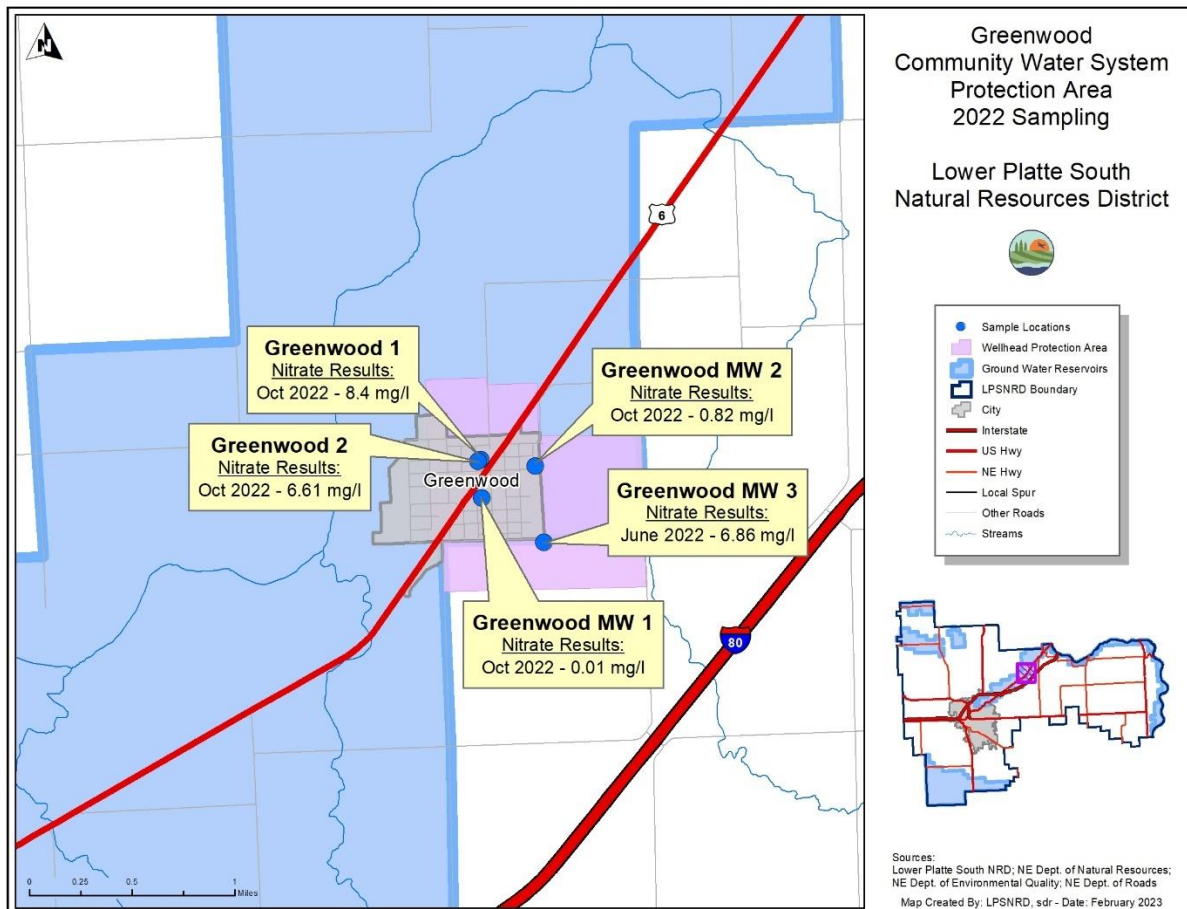 N
Greenwood
Community Water System
Protection Area
2022 Sampling
Lower Platte South
Natural Resources District
6
Greenwood 1
Nitrate Results:
Oct 2022 - 8.4 mg/l
Greenwood MW 2
Nitrate Results:
Oct 2022 - 0.82 mg/l
Greenwood 2
Nitrate Results:
Oct 2022 - 6.61 mg/l
Greenwood
Greenwood MW 3
Nitrate Results:
June 2022 - 6.86 mg/l
Greenwood MW 1
Nitrate Results:
Oct 2022 - 0.01 mg/l
80
Sample Locations
Wellhead Protection Area
Ground Water Reservoirs
LPSNRD Boundary
City
Interstate
US Hwy
NE Hwy
Local Spur
Other Roads
Streams
0 0.25 0.5 1
Miles
Sources:
Lower Platte South NRD; NE Dept. of Natural Resources;
NE Dept. of Environmental Quality; NE Dept. of Roads
Map Created By: LPSNRD, sdr - Date: February 2023